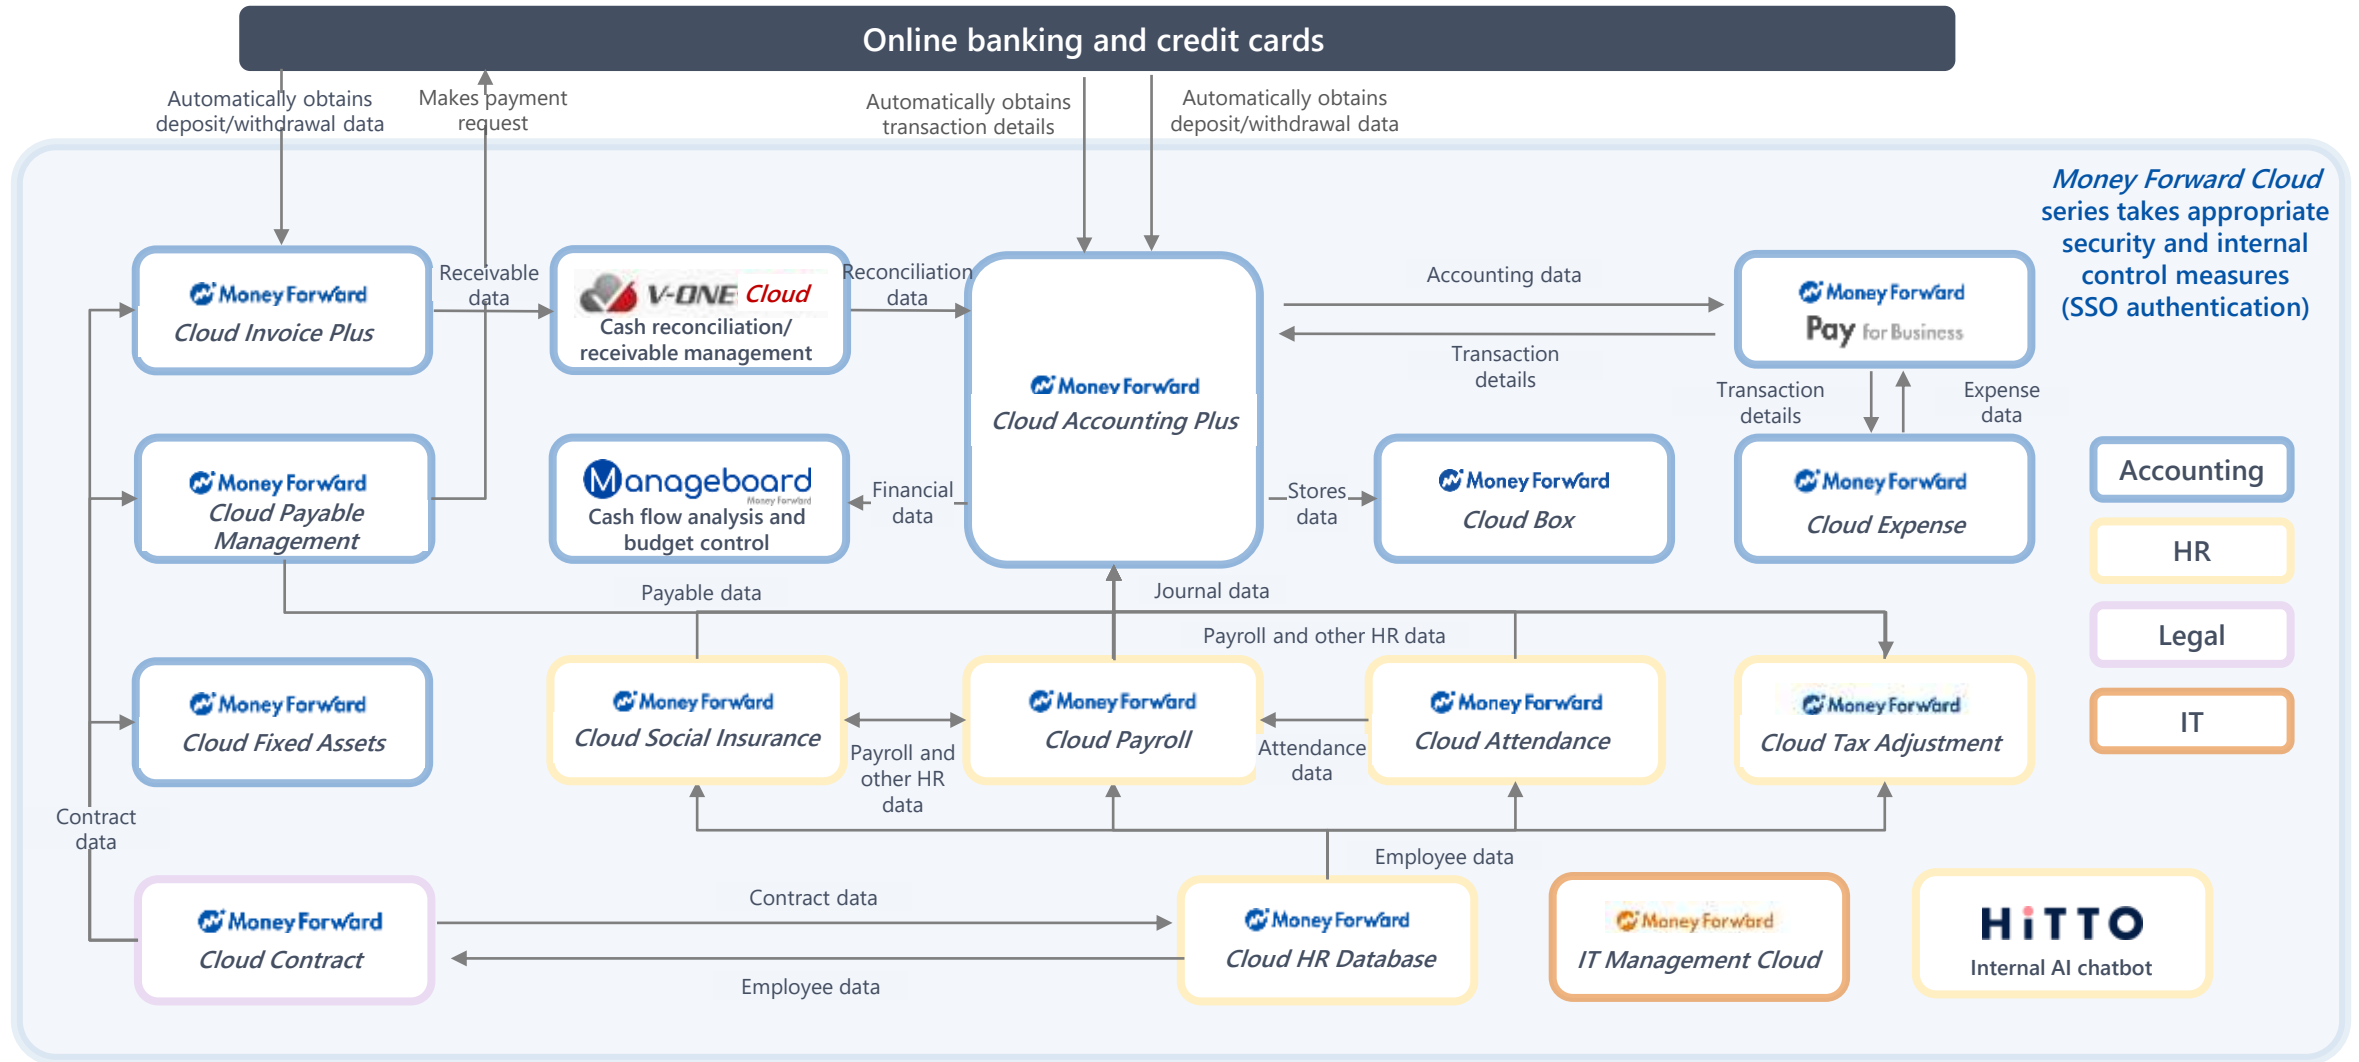 Online banking and credit cards
Automatically obtains
deposit/withdrawal data
Makes payment
request
Automatically obtains
transaction details
Automatically obtains
deposit/withdrawal data
Money Forward Cloud
series takes appropriate
security and internal
control measures
(SSO authentication)
Money Forward
Cloud Invoice Plus
Receivable
data
V-ONE Cloud
Cash reconciliation/
receivable management
Reconciliation
data
Money Forward
Cloud Accounting Plus
Accounting data
Transaction
details
Money Forward
Pay for Business
Transaction
details
Expense
data
Money Forward
Cloud Payable
Management
Manageboard
Money Forward
Cash flow analysis and
budget control
Financial
data
Stores
data
Money Forward
Cloud Box
Money Forward
Cloud Expense
Accounting
HR
Legal
IT
Payable data
Journal data
Payroll and other HR data
Money Forward
Cloud Fixed Assets
Money Forward
Cloud Social Insurance
Payroll and
other HR
data
Money Forward
Cloud Payroll
Attendance
data
Money Forward
Cloud Attendance
Money Forward
Cloud Tax Adjustment
Contract
data
Employee data
Money Forward
Cloud Contract
Contract data
Employee data
Money Forward
Cloud HR Database
Money Forward
IT Management Cloud
HiTTO
Internal AI chatbot